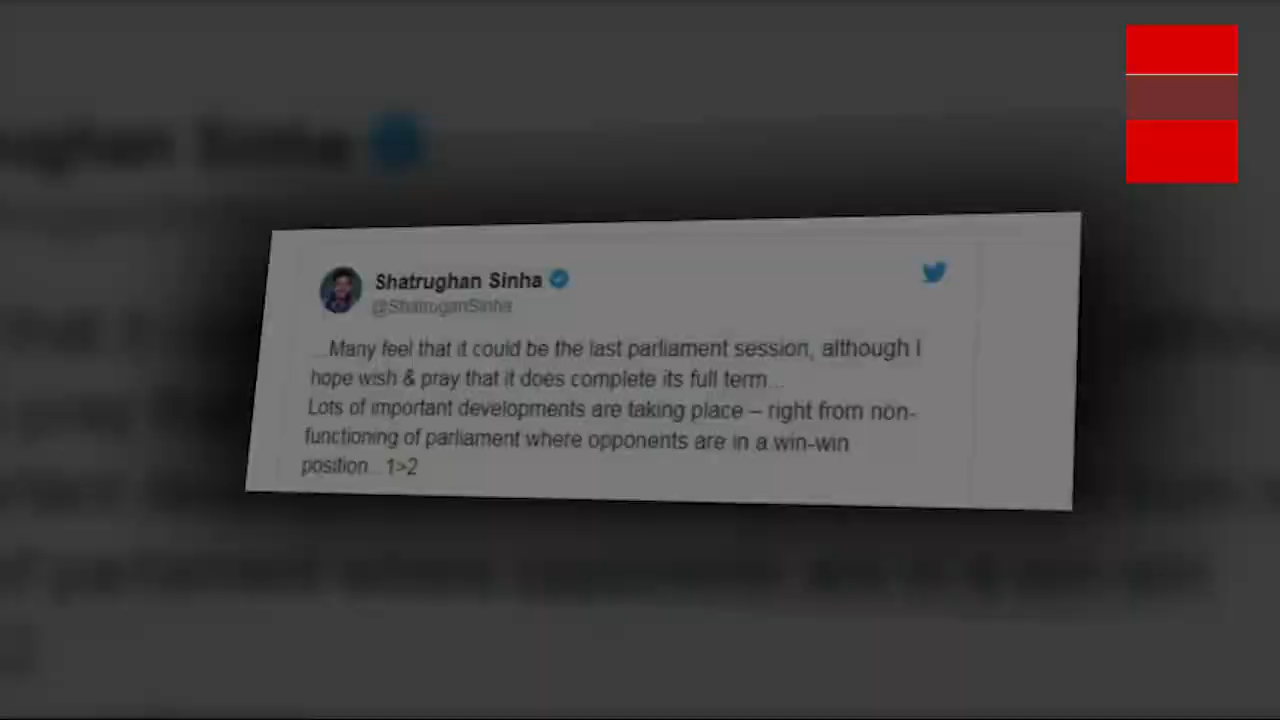 Shatrughan Sinha
@ShatruganSinha
...Many feel that it could be the last parliament session, although I
hope wish & pray that it does complete its full term...
Lots of important developments are taking place – right from non-
functioning of parliament where opponents are in a win-win
position...1>2